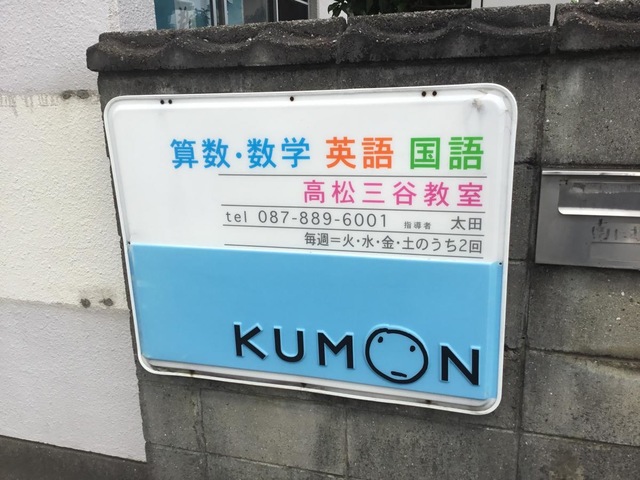 算数・数学 英語 国語
高松三谷教室
tel 087-889-6001 指導者 太田
毎週=火・水・金・土のうち2回
KUMON